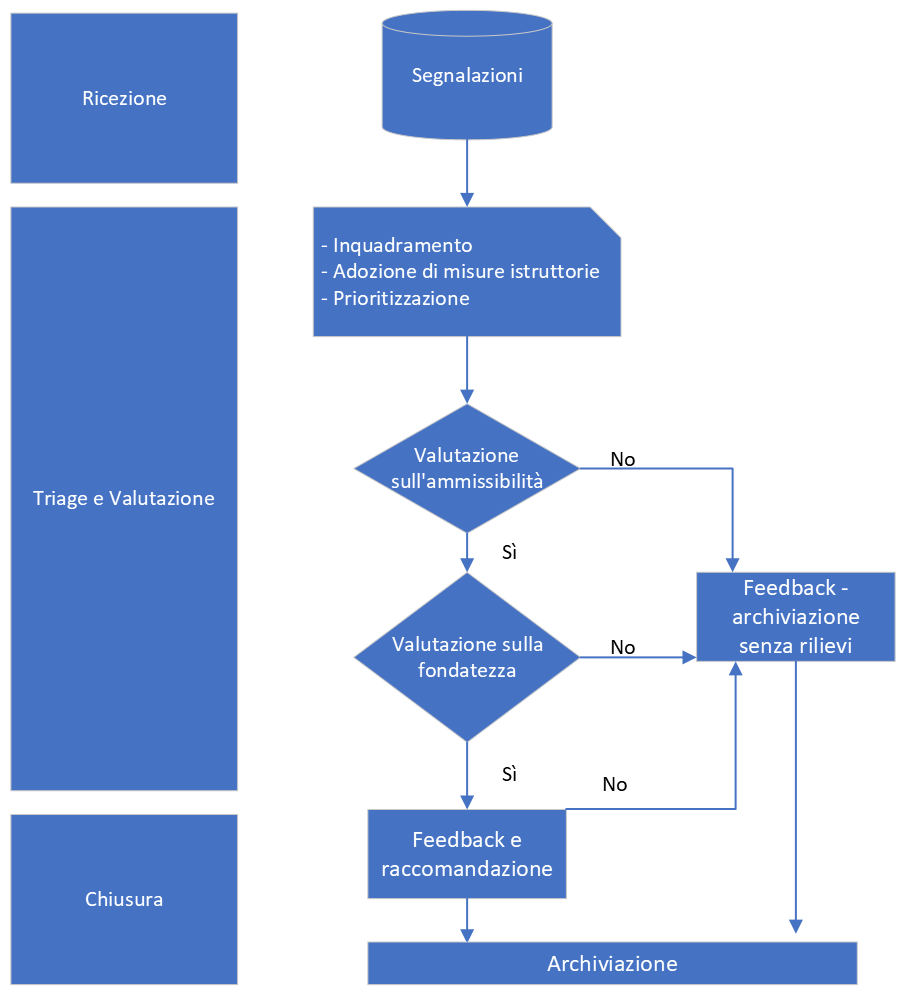 Ricezione
Segnalazioni
- Inquadramento
- Adozione di misure istruttorie
- Prioritizzazione
Triage e Valutazione
Valutazione
sull'ammissibilità
No
Sì
Feedback -
archiviazione
senza rilievi
Valutazione sulla
fondatezza
No
Sì
No
Feedback e
raccomandazione
Chiusura
Archiviazione